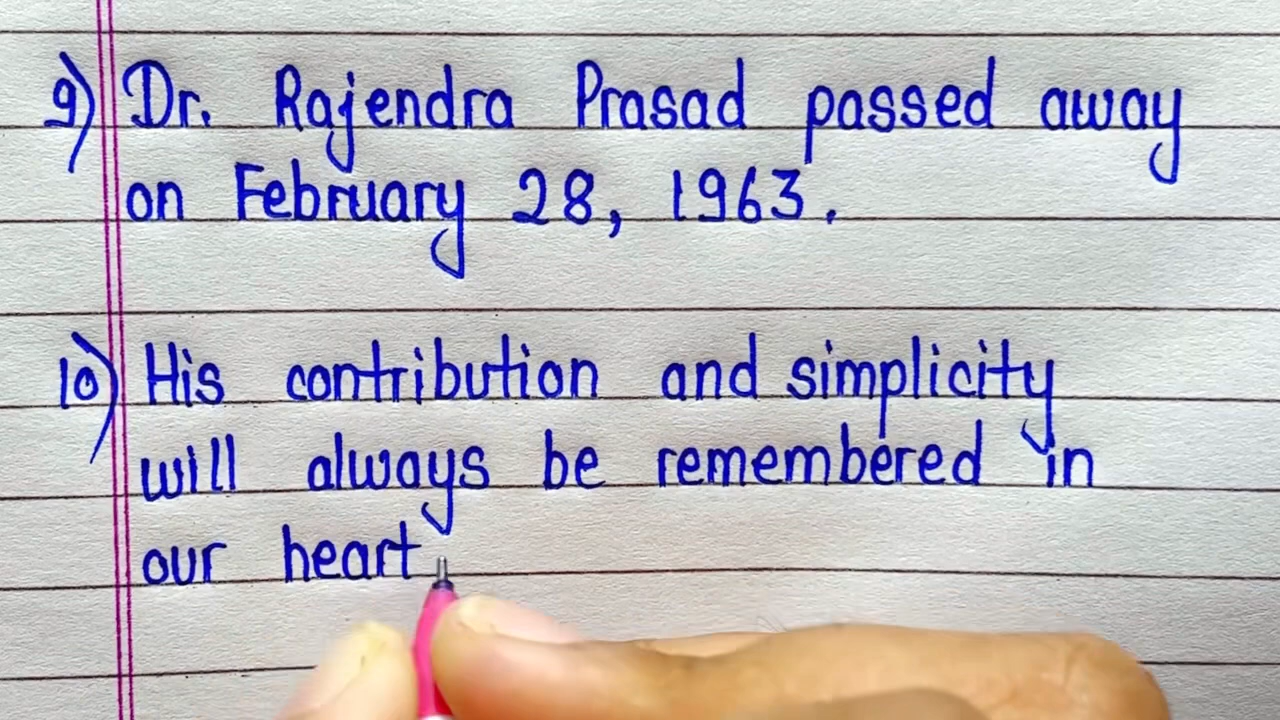 9) Dr. Rajendra Prasad passed away
on February 28, 1963.
10) His contribution and simplicity
will always be remembered in
our heart